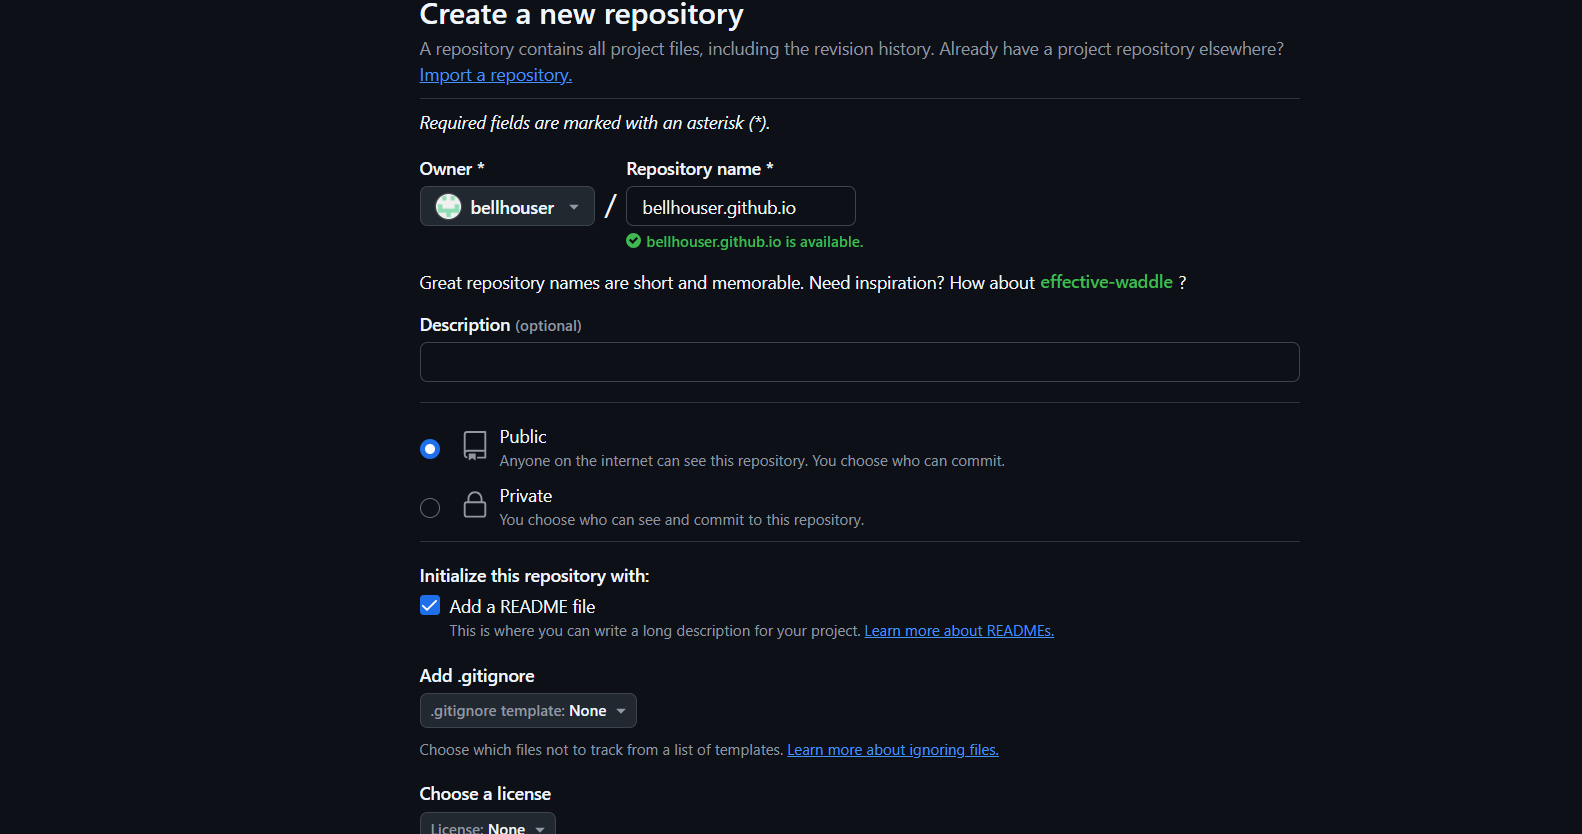 Create a new repository
A repository contains all project files, including the revision history. Already have a project repository elsewhere?
Import a repository.
Required fields are marked with an asterisk (*).
Owner *
Repository name *
bellhouser
/
bellhouser.github.io
bellhouser.github.io is available.
Great repository names are short and memorable. Need inspiration? How about effective-waddle ?
Description (optional)
Public
Anyone on the internet can see this repository. You choose who can commit.
Private
You choose who can see and commit to this repository.
Initialize this repository with:
Add a README file
This is where you can write a long description for your project. Learn more about READMEs.
Add .gitignore
.gitignore template: None
Choose which files not to track from a list of templates. Learn more about ignoring files.
Choose a license
License: None